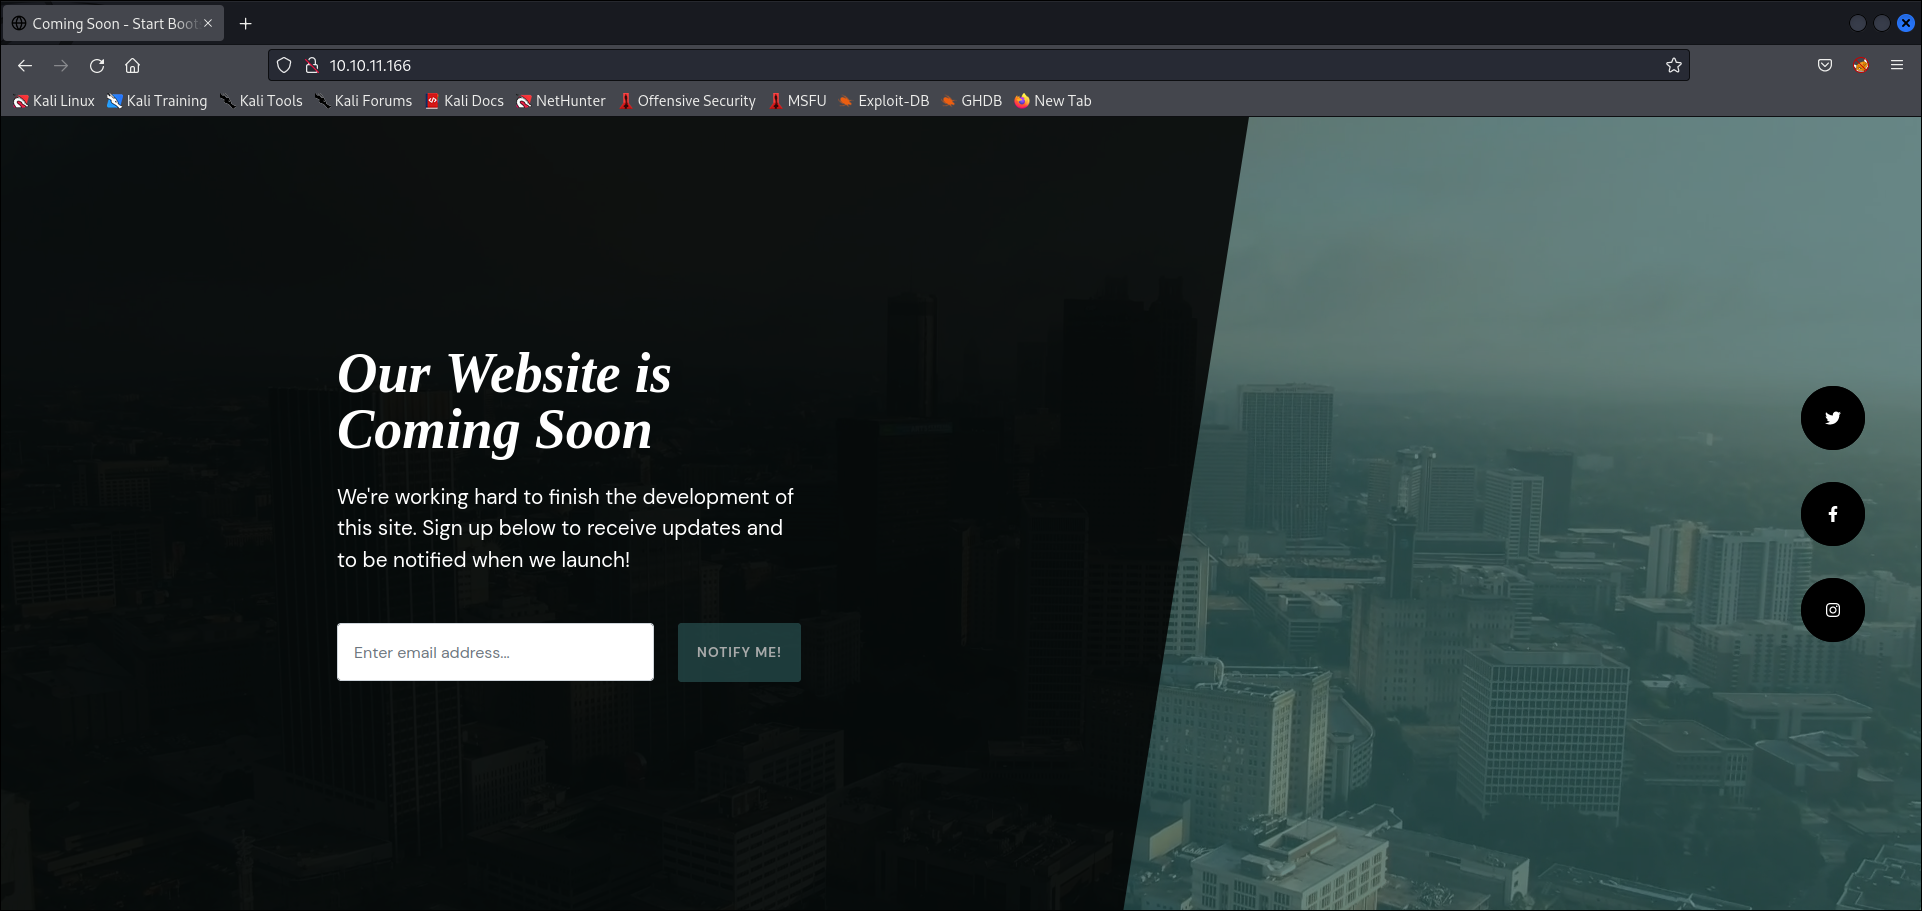 Coming Soon - Start Boot
10.10.11.166
Kali Linux Kali Training Kali Tools Kali Forums Kali Docs NetHunter Offensive Security MSFU Exploit-DB GHDB New Tab
Our Website is
Coming Soon
We're working hard to finish the development of
this site. Sign up below to receive updates and
to be notified when we launch!
Enter email address...
NOTIFY ME!